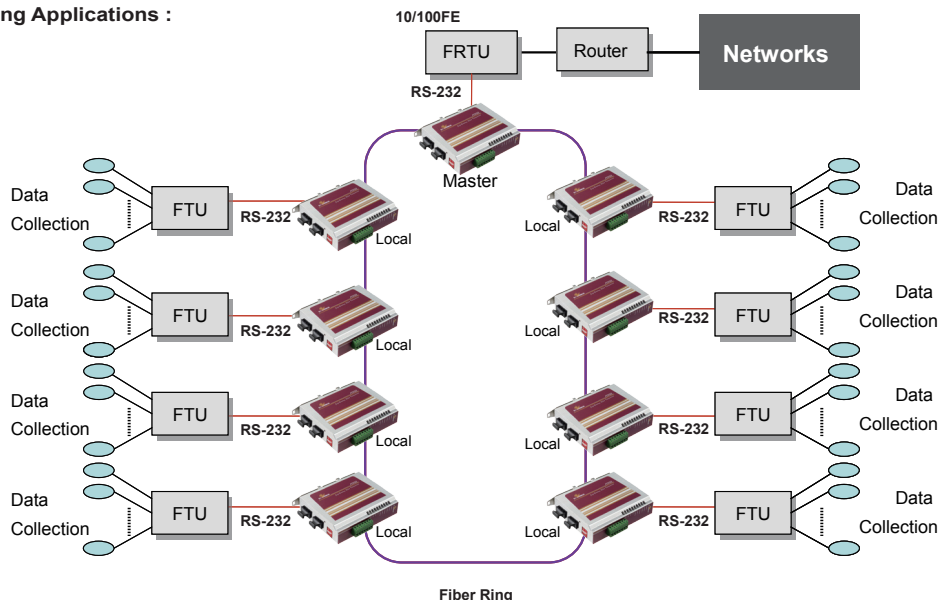 ng Applications :
10/100FE
FRTU
Router
Networks
RS-232
Master
Data
Collection
FTU
RS-232
Local
Local
RS-232
FTU
Data
Collection
Data
Collection
FTU
RS-232
Local
Local
RS-232
FTU
Data
Collection
Data
Collection
FTU
RS-232
Local
Local
RS-232
FTU
Data
Collection
Data
Collection
FTU
RS-232
Local
Local
RS-232
FTU
Data
Collection
Fiber Ring